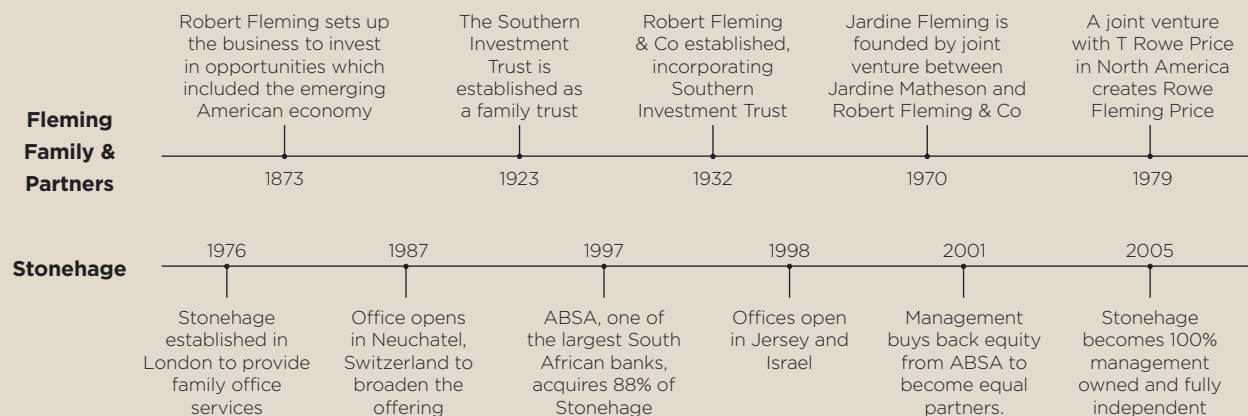 Robert Fleming sets up
the business to invest
in opportunities which
included the emerging
American economy
The Southern
Investment
Trust is
established as
a family trust
Robert Fleming
& Co established,
incorporating
Southern
Investment Trust
Jardine Fleming is
founded by joint
venture between
Jardine Matheson and
Robert Fleming & Co
A joint venture
with T Rowe Price
in North America
creates Rowe
Fleming Price
Fleming
Family &
Partners
1873
1923
1932
1970
1979
Stonehage
1976
1987
1997
1998
2001
2005
Stonehage
established in
London to provide
family office
services
Office opens
in Neuchatel,
Switzerland to
broaden the
offering
ABSA, one of
the largest South
African banks,
acquires 88% of
Stonehage
Offices open
in Jersey and
Israel
Management
buys back equity
from ABSA to
become equal
partners.
Stonehage
becomes 100%
management
owned and fully
independent